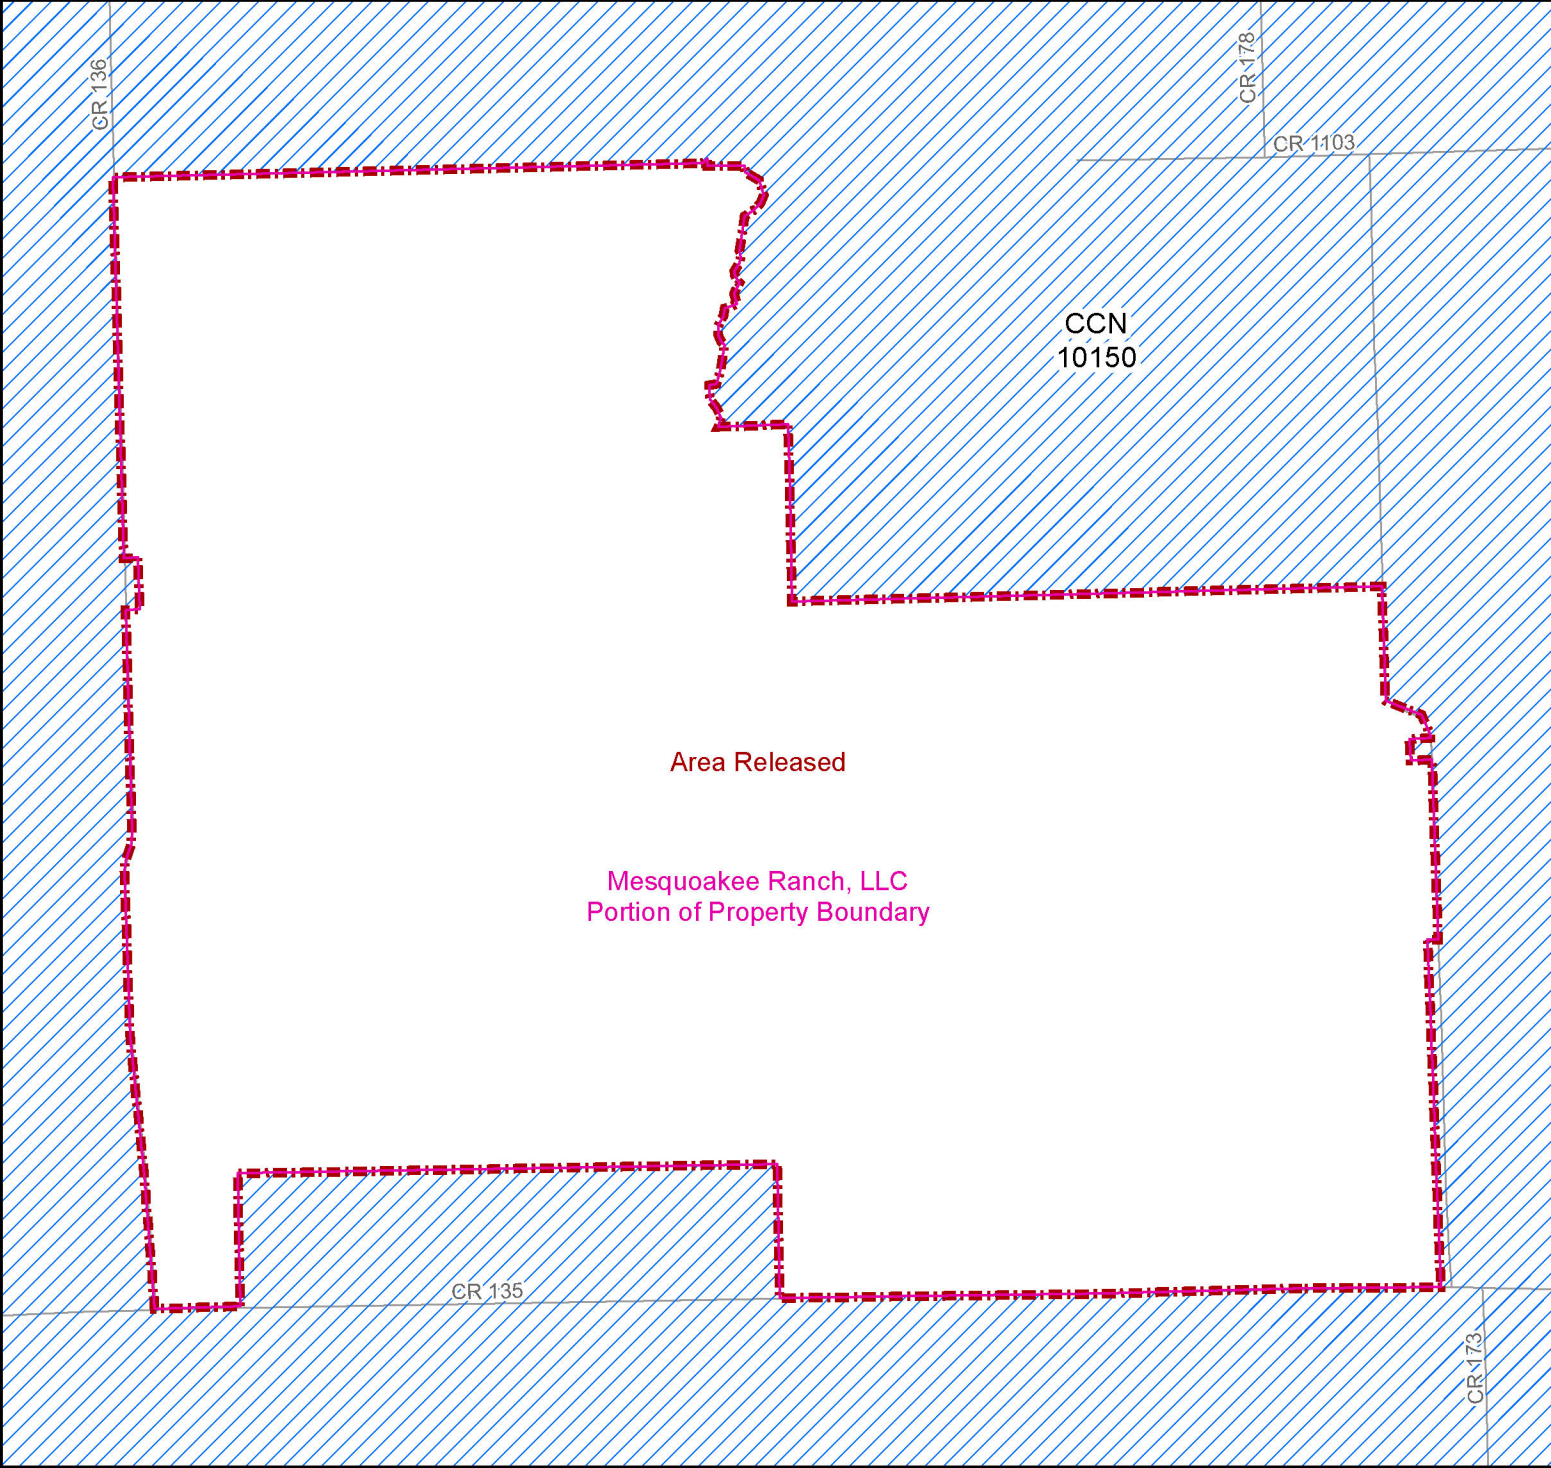 CR 136
CR 178
CR 1103
CCN
10150
Area Released
Mesquoakee Ranch, LLC
Portion of Property Boundary
CR 135
CR 173